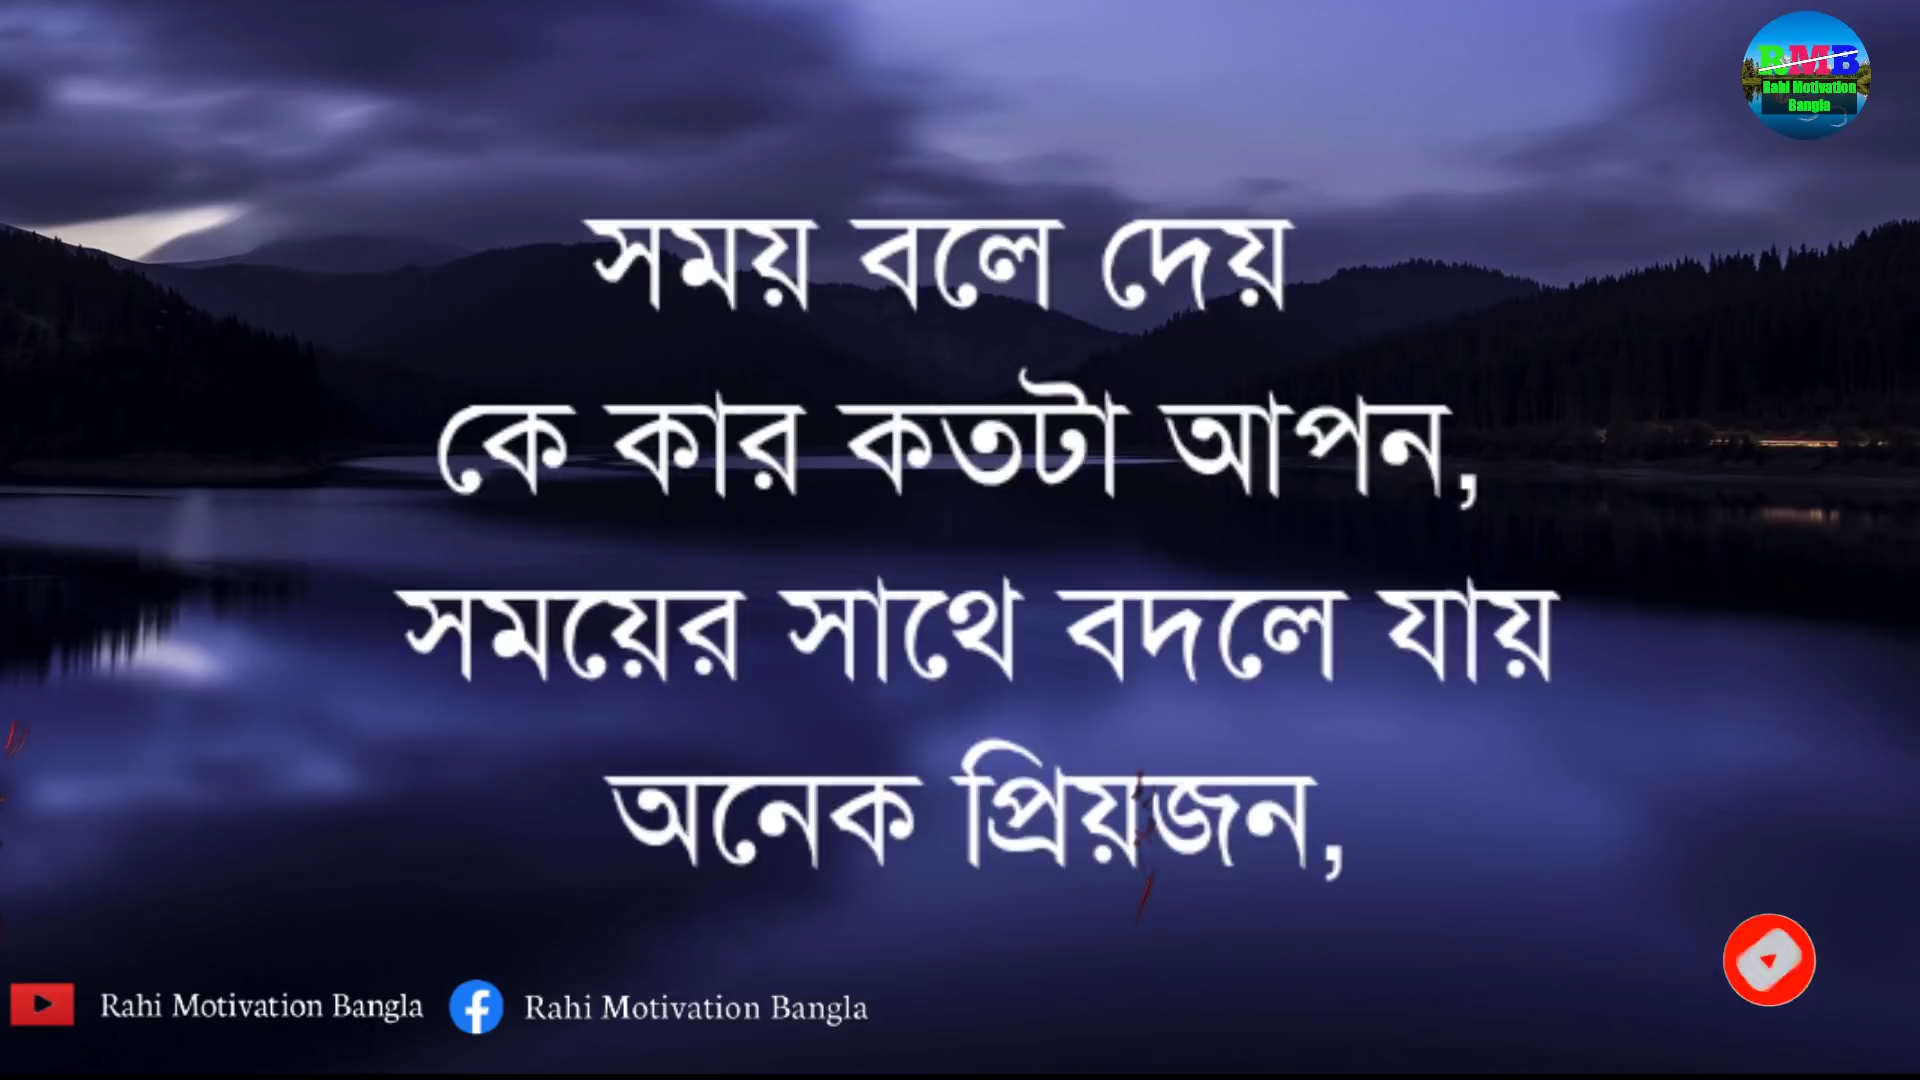 RMB
Rahi Motivation
Bangla
সময় বলে দেয়
কে কার কতটা আপন,
সময়ের সাথে বদলে যায়
অনেক প্রিয়জন,
Rahi Motivation Bangla
Rahi Motivation Bangla